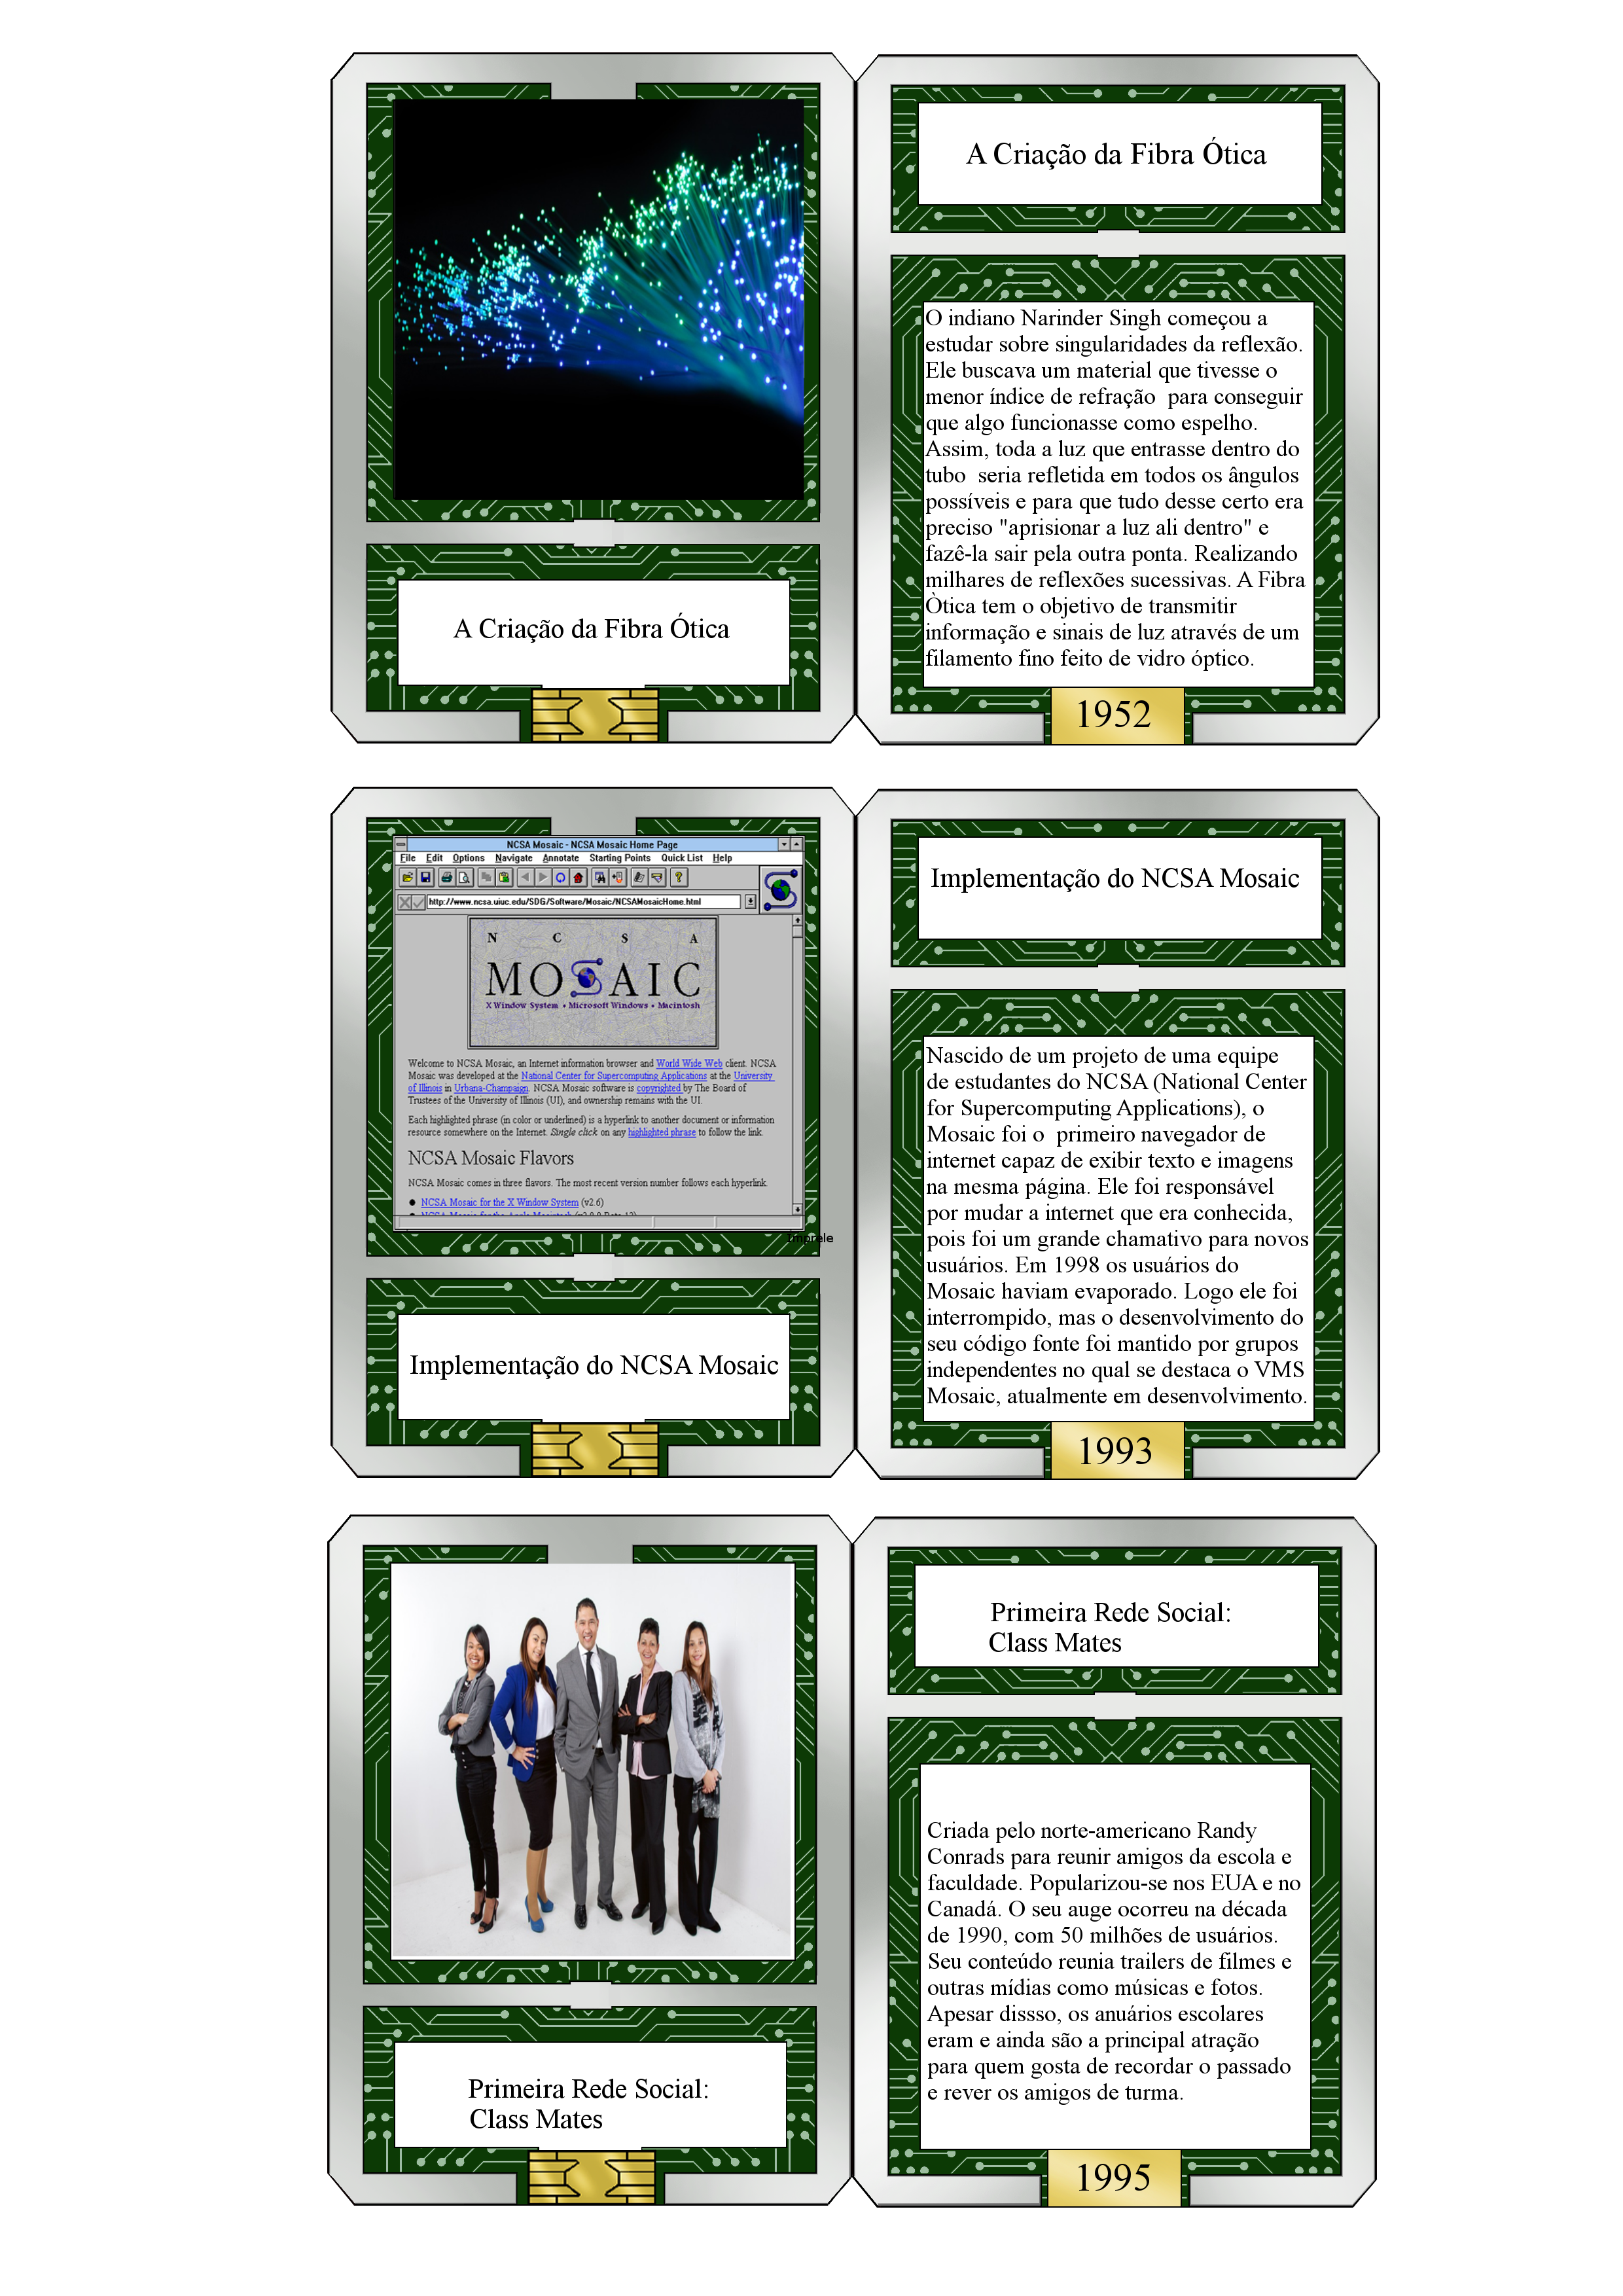 A Criação da Fibra Ótica
A Criação da Fibra Ótica
O indiano Narinder Singh começou a
estudar sobre singularidades da reflexão.
Ele buscava um material que tivesse o
menor índice de refração  para conseguir
que algo funcionasse como espelho.
Assim, toda a luz que entrasse dentro do
tubo  seria refletida em todos os ângulos
possíveis e para que tudo desse certo era
preciso "aprisionar a luz ali dentro" e
fazê-la sair pela outra ponta. Realizando
milhares de reflexões sucessivas. A Fibra
Òtica tem o objetivo de transmitir
informação e sinais de luz através de um
filamento fino feito de vidro óptico.
1952
NCSA Mosaic - NCSA Mosaic Home Page
File Edit Options Navigate Annotate Starting Points Quick List Help
http://www.ncsa.uiuc.edu/SDG/Software/Mosaic/NCSAMosaicHome.html
N C S A
MOSAIC
X Window System • Microsoft Windows • Macintosh
Welcome to NCSA Mosaic, an Internet information browser and World Wide Web client. NCSA
Mosaic was developed at the National Center for Supercomputing Applications at the University
of Illinois in Urbana-Champaign. NCSA Mosaic software is copyrighted by The Board of
Trustees of the University of Illinois (UI), and ownership remains with the UI.
Each highlighted phrase (in color or underlined) is a hyperlink to another document or information
resource somewhere on the Internet. Single click on any highlighted phrase to follow the link.
NCSA Mosaic Flavors
NCSA Mosaic comes in three flavors. The most recent version number follows each hyperlink.
• NCSA Mosaic for the X Window System (v2.6)
Imprele
Implementação do NCSA Mosaic
Implementação do NCSA Mosaic
Nascido de um projeto de uma equipe
de estudantes do NCSA (National Center
for Supercomputing Applications), o
Mosaic foi o  primeiro navegador de
internet capaz de exibir texto e imagens
na mesma página. Ele foi responsável
por mudar a internet que era conhecida,
pois foi um grande chamativo para novos
usuários. Em 1998 os usuários do
Mosaic haviam evaporado. Logo ele foi
interrompido, mas o desenvolvimento do
seu código fonte foi mantido por grupos
independentes no qual se destaca o VMS
Mosaic, atualmente em desenvolvimento.
1993
Primeira Rede Social:
Class Mates
Primeira Rede Social:
Class Mates
Criada pelo norte-americano Randy
Conrads para reunir amigos da escola e
faculdade. Popularizou-se nos EUA e no
Canadá. O seu auge ocorreu na década
de 1990, com 50 milhões de usuários.
Seu conteúdo reunia trailers de filmes e
outras mídias como músicas e fotos.
Apesar dissso, os anuários escolares
eram e ainda são a principal atração
para quem gosta de recordar o passado
e rever os amigos de turma.
1995